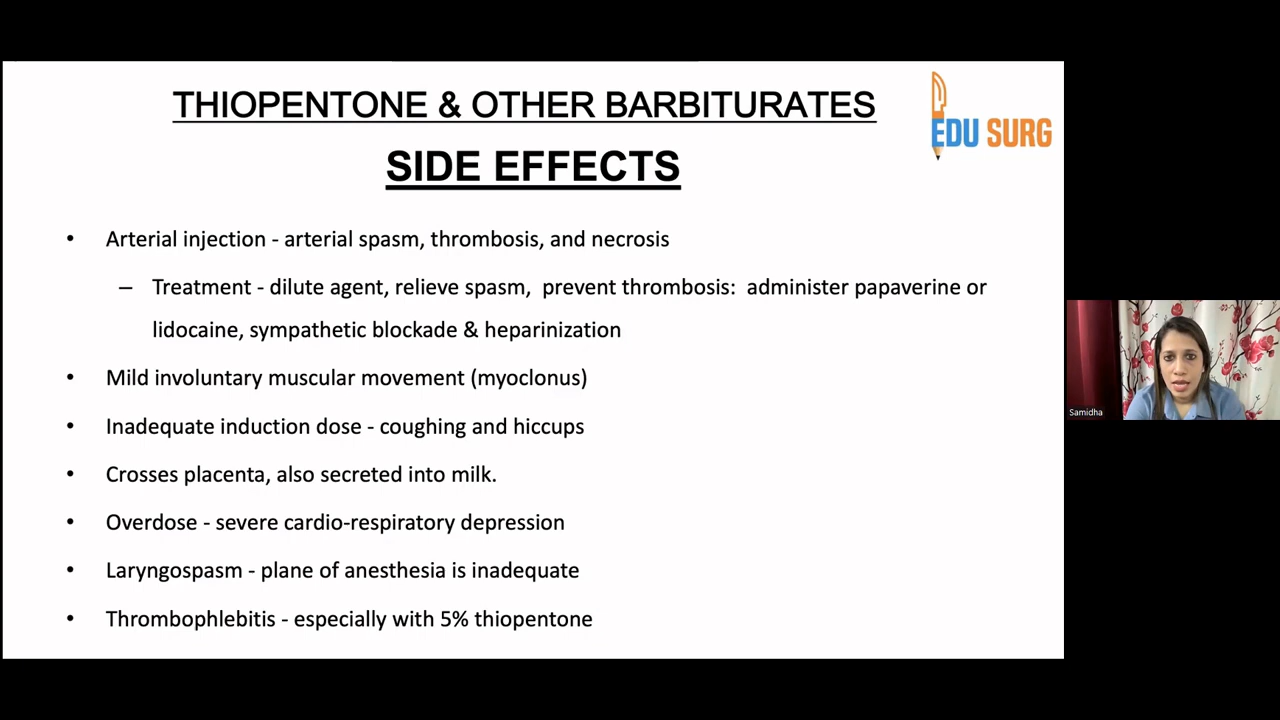 THIOPENTONE & OTHER BARBITURATES
EDU SURG
SIDE EFFECTS
• Arterial injection - arterial spasm, thrombosis, and necrosis
– Treatment - dilute agent, relieve spasm,  prevent thrombosis:  administer papaverine or
lidocaine, sympathetic blockade & heparinization
• Mild involuntary muscular movement (myoclonus)
• Inadequate induction dose - coughing and hiccups
• Crosses placenta, also secreted into milk.
• Overdose - severe cardio-respiratory depression
• Laryngospasm - plane of anesthesia is inadequate
• Thrombophlebitis - especially with 5% thiopentone
Samidha